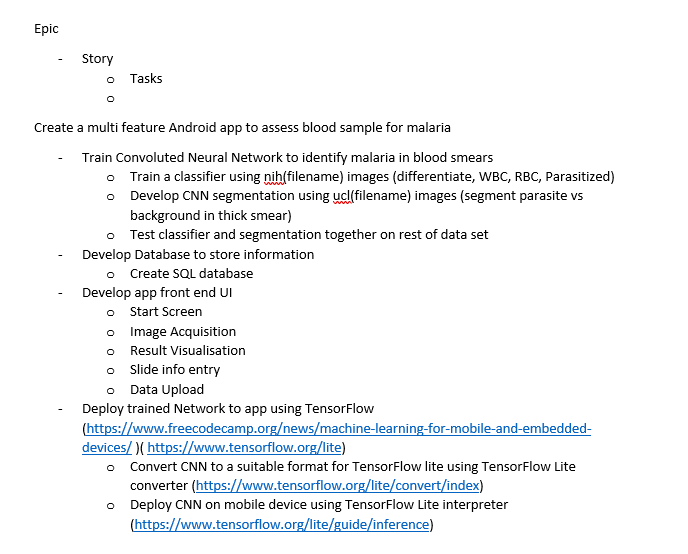 Epic
- Story
o Tasks
o
Create a multi feature Android app to assess blood sample for malaria
- Train Convoluted Neural Network to identify malaria in blood smears
o Train a classifier using nih(filename) images (differentiate, WBC, RBC, Parasitized)
o Develop CNN segmentation using ucl(filename) images (segment parasite vs
background in thick smear)
o Test classifier and segmentation together on rest of data set
- Develop Database to store information
o Create SQL database
- Develop app front end UI
o Start Screen
o Image Acquisition
o Result Visualisation
o Slide info entry
o Data Upload
- Deploy trained Network to app using TensorFlow
(https://www.freecodecamp.org/news/machine-learning-for-mobile-and-embedded-
devices/ )( https://www.tensorflow.org/lite)
o Convert CNN to a suitable format for TensorFlow lite using TensorFlow Lite
converter (https://www.tensorflow.org/lite/convert/index)
o Deploy CNN on mobile device using TensorFlow Lite interpreter
(https://www.tensorflow.org/lite/guide/inference)